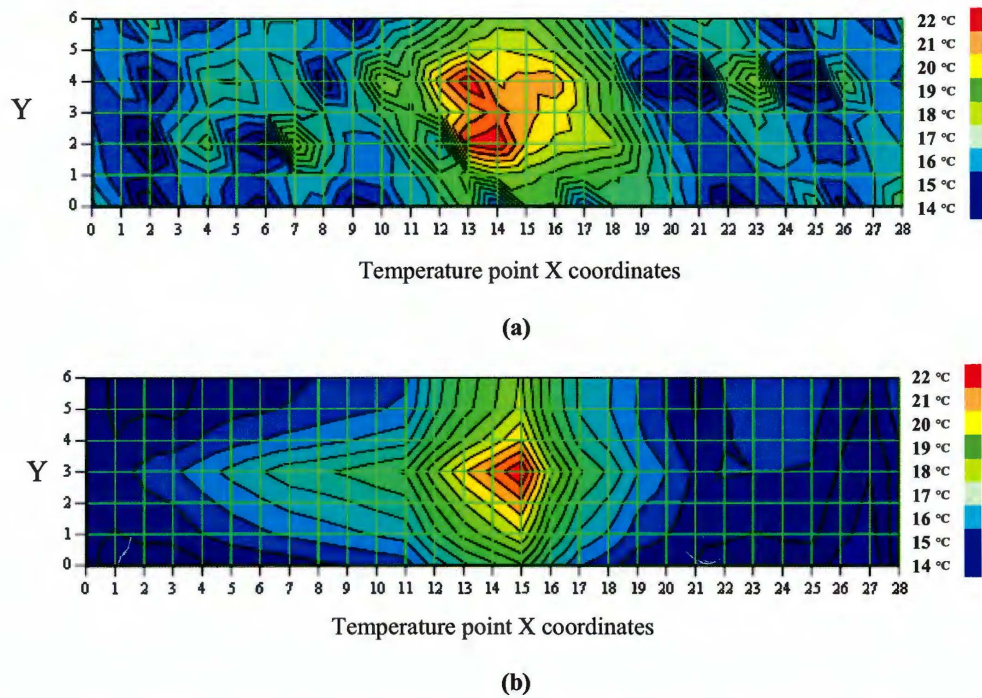 6
5
4
3
2
1
0
Y
0 1 2 3 4 5 6 7 8 9 10 11 12 13 14 15 16 17 18 19 20 21 22 23 24 25 26 27 28
22 °C
21 °C
20 °C
19 °C
18 °C
17 °C
16 °C
15 °C
14 °C
Temperature point X coordinates
(a)
6
5
4
3
2
1
0
Y
0 1 2 3 4 5 6 7 8 9 10 11 12 13 14 15 16 17 18 19 20 21 22 23 24 25 26 27 28
22 °C
21 °C
20 °C
19 °C
18 °C
17 °C
16 °C
15 °C
14 °C
Temperature point X coordinates
(b)